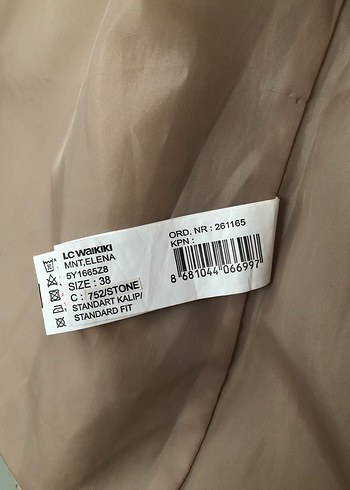 LC WAIKIKI
MNT,ELENA
5Y1665Z8
SIZE : 38
C : 752/STONE
STANDART KALIP/
STANDARD FIT
ORD. NR : 261165
KPN :
8 681044 066997